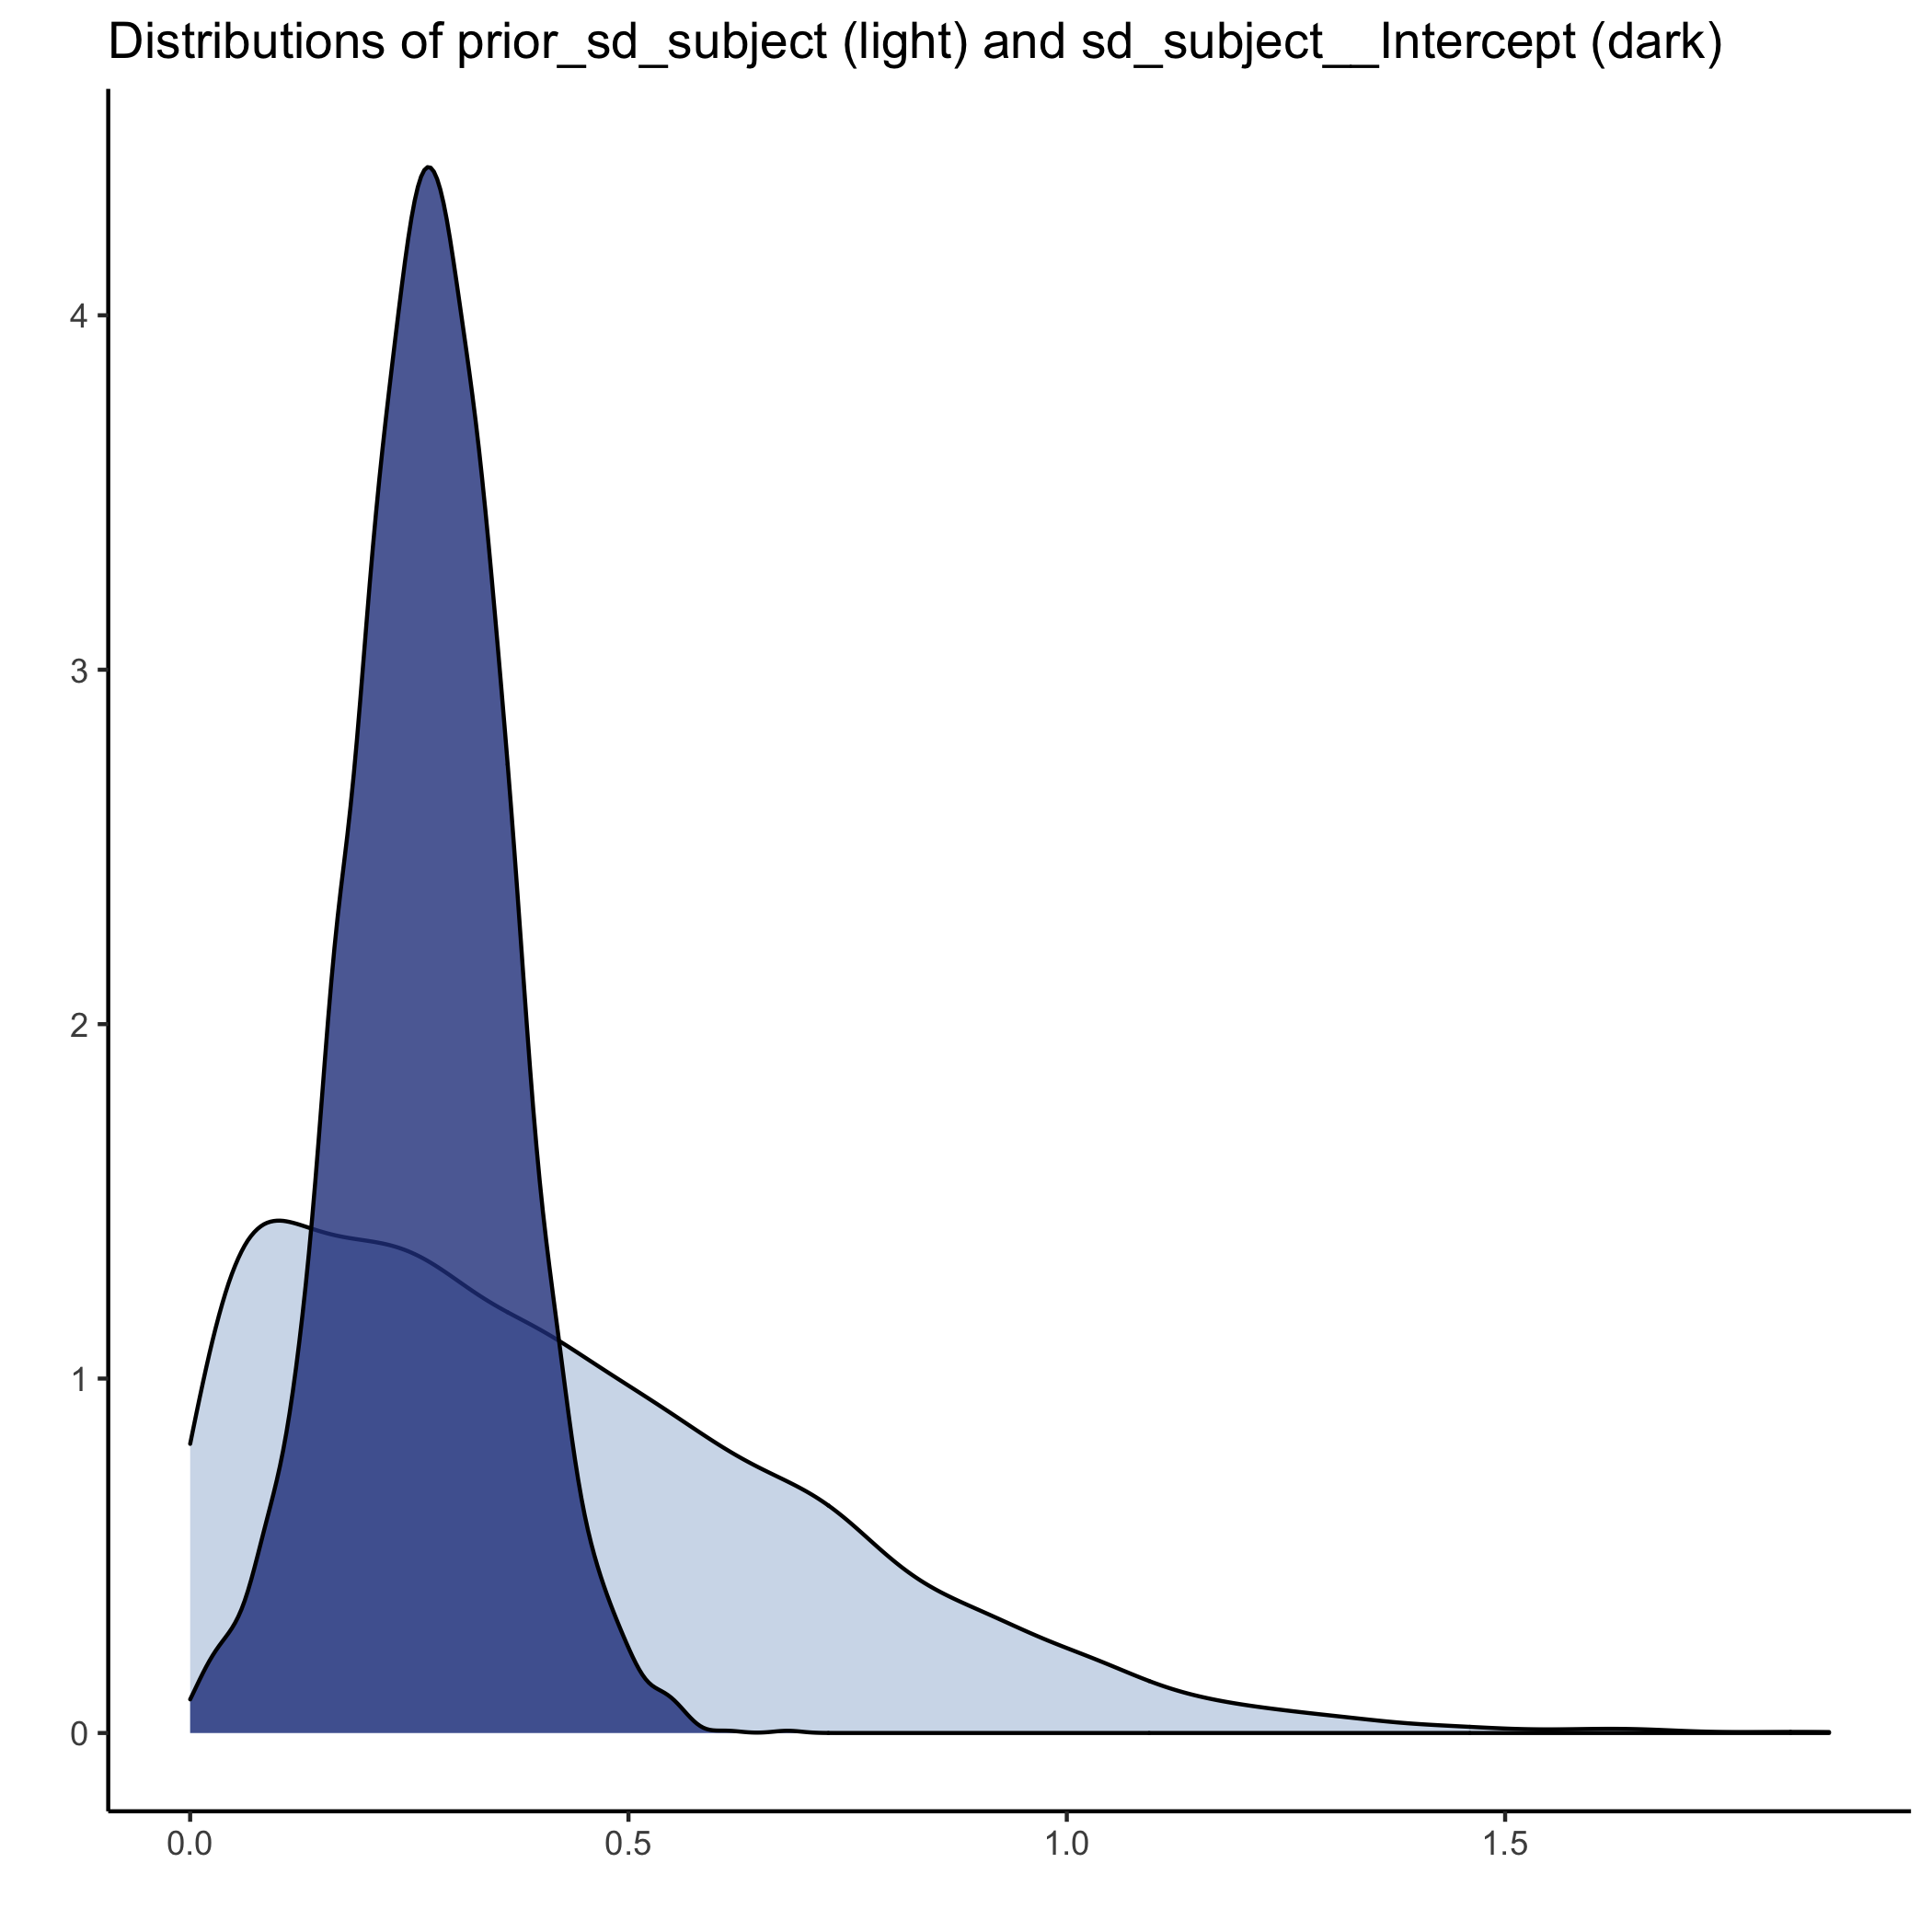 Distributions of prior_sd_subject (light) and sd_subject__Intercept (dark)
4
3
2
1
0
0.0 0.5 1.0 1.5